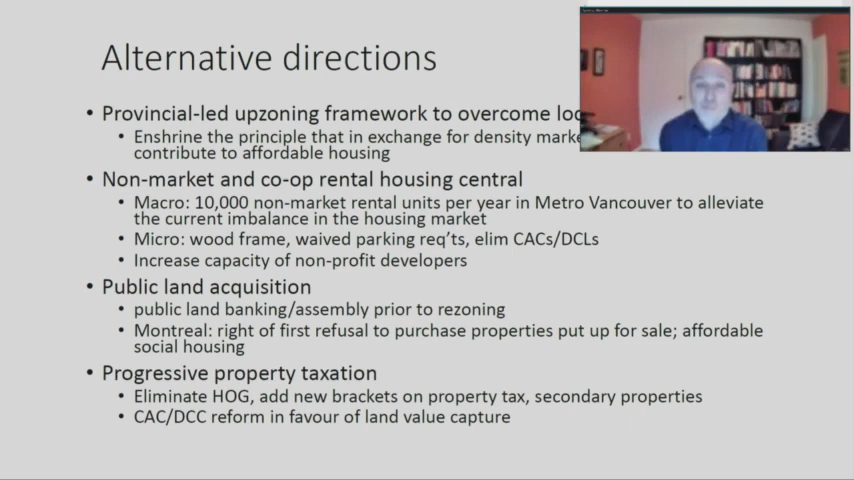 Alternative directions
• Provincial-led upzoning framework to overcome
• Enshrine the principle that in exchange for density
contribute to affordable housing
• Non-market and co-op rental housing central
• Macro: 10,000 non-market rental units per year in Metro Vancouver to alleviate
the current imbalance in the housing market
• Micro: wood frame, waived parking req'ts, elim CACs/DCLs
• Increase capacity of non-profit developers
• Public land acquisition
• public land banking/assembly prior to rezoning
• Montreal: right of first refusal to purchase properties put up for sale; affordable
social housing
• Progressive property taxation
• Eliminate HOG, add new brackets on property tax, secondary properties
• CAC/DCC reform in favour of land value capture